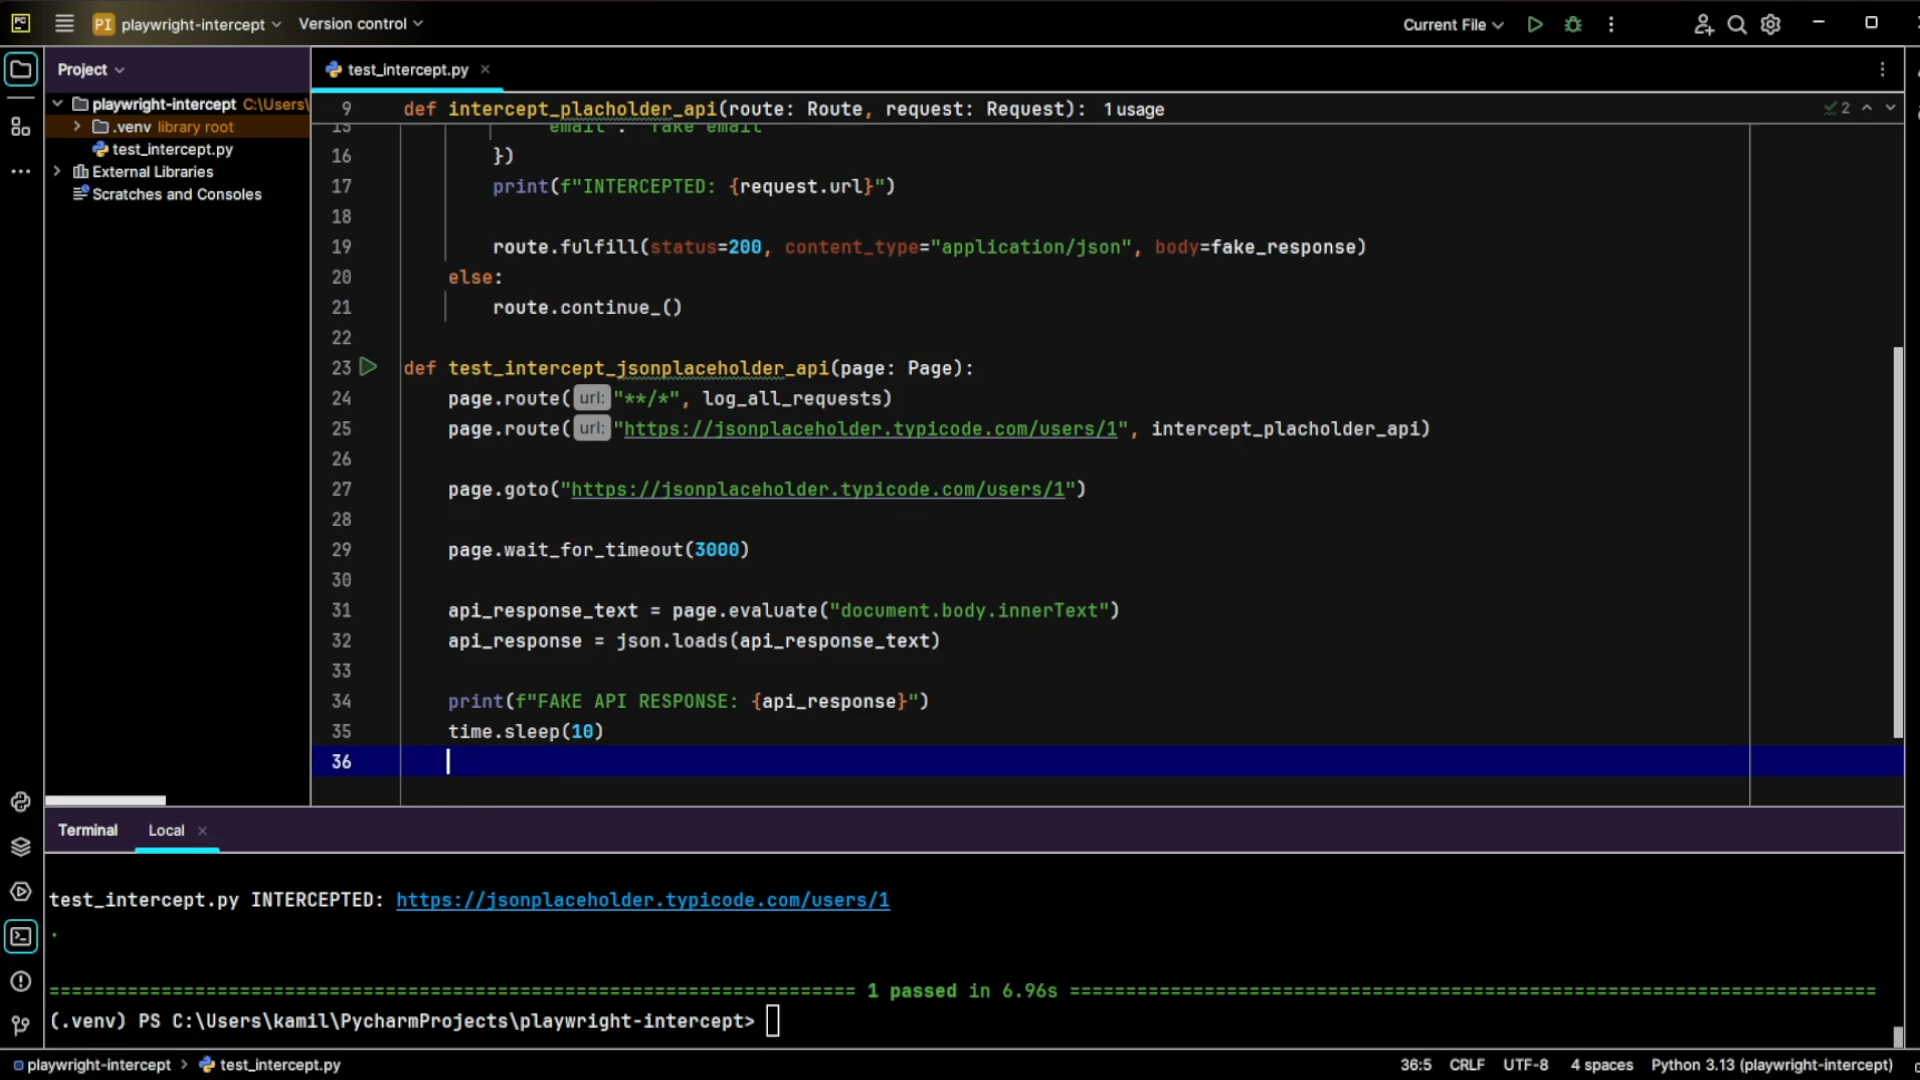 PC PI playwright-intercept Version control Current File
Project
test_intercept.py
playwright-intercept C:\Users\
.venv library root
test_intercept.py
External Libraries
Scratches and Consoles
9 def intercept_placholder_api(route: Route, request: Request): 1 usage
2
15 "email": "fake email"
16 })
17 print(f"INTERCEPTED: {request.url}")
18
19 route.fulfill(status=200, content_type="application/json", body=fake_response)
20 else:
21 route.continue_()
22
23 def test_intercept_jsonplaceholder_api(page: Page):
24 page.route(url: "**/*", log_all_requests)
25 page.route(url: "https://jsonplaceholder.typicode.com/users/1", intercept_placholder_api)
26
27 page.goto("https://jsonplaceholder.typicode.com/users/1")
28
29 page.wait_for_timeout(3000)
30
31 api_response_text = page.evaluate("document.body.innerText")
32 api_response = json.loads(api_response_text)
33
34 print(f"FAKE API RESPONSE: {api_response}")
35 time.sleep(10)
36
Terminal Local
test_intercept.py INTERCEPTED: https://jsonplaceholder.typicode.com/users/1
.
======================================================================== 1 passed in 6.96s ========================================================================
(.venv) PS C:\Users\kamil\PycharmProjects\playwright-intercept>
playwright-intercept > test_intercept.py 36:5 CRLF UTF-8 4 spaces Python 3.13 (playwright-intercept)